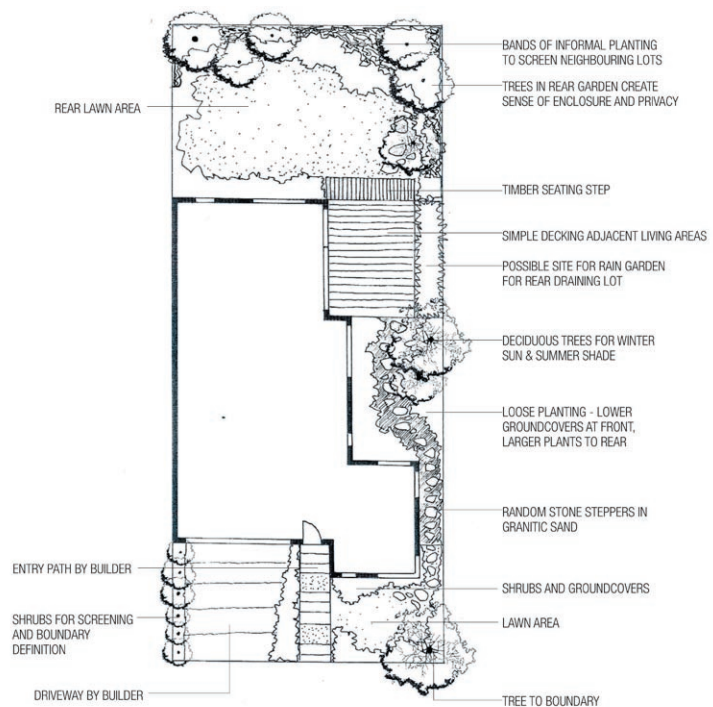 BANDS OF INFORMAL PLANTING
TO SCREEN NEIGHBOURING LOTS
TREES IN REAR GARDEN CREATE
SENSE OF ENCLOSURE AND PRIVACY
REAR LAWN AREA
TIMBER SEATING STEP
SIMPLE DECKING ADJACENT LIVING AREAS
POSSIBLE SITE FOR RAIN GARDEN
FOR REAR DRAINING LOT
DECIDUOUS TREES FOR WINTER
SUN & SUMMER SHADE
LOOSE PLANTING - LOWER
GROUNDCOVERS AT FRONT,
LARGER PLANTS TO REAR
RANDOM STONE STEPPERS IN
GRANITIC SAND
ENTRY PATH BY BUILDER
SHRUBS AND GROUNDCOVERS
SHRUBS FOR SCREENING
AND BOUNDARY
DEFINITION
LAWN AREA
DRIVEWAY BY BUILDER
TREE TO BOUNDARY